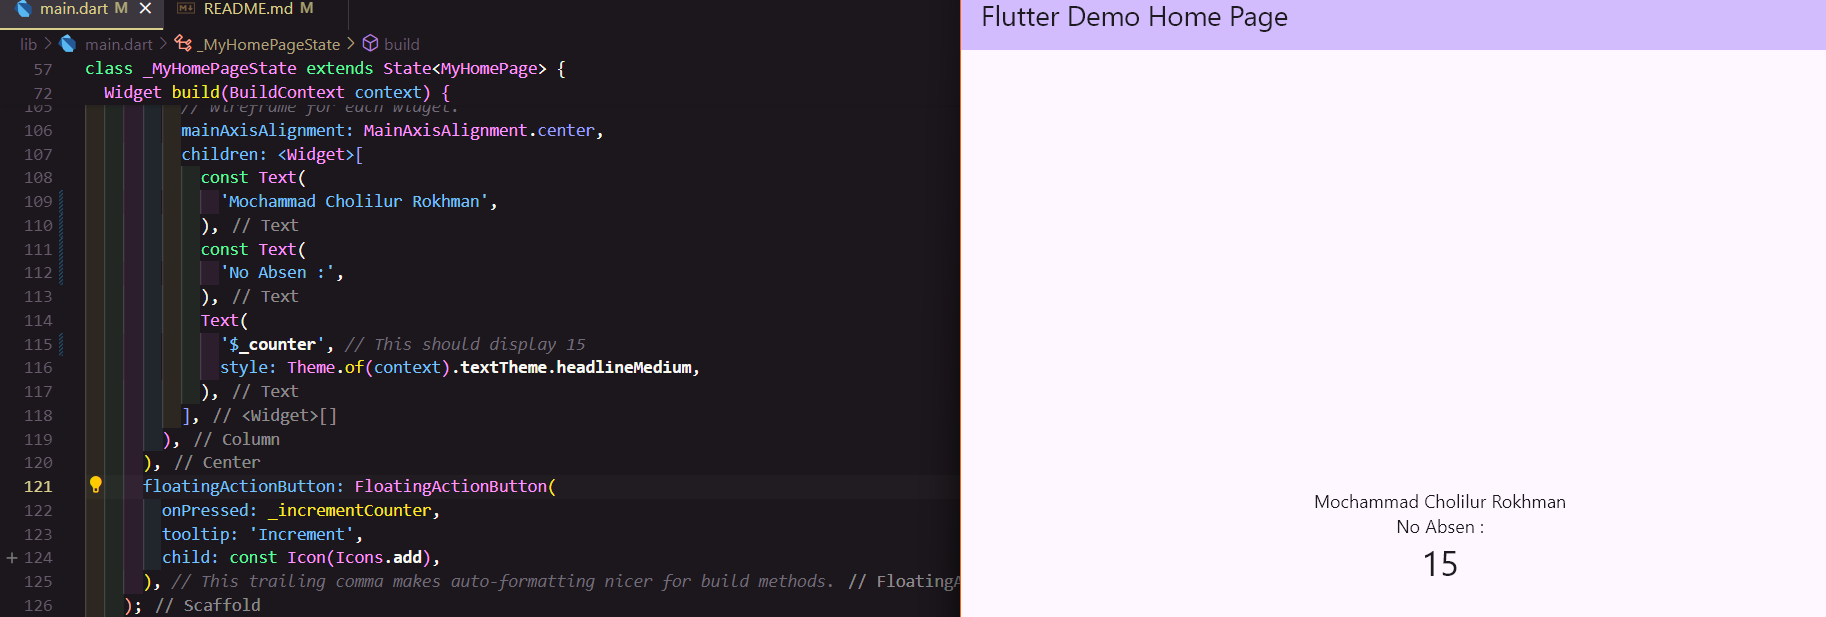 main.dart M
README.md M
lib > main.dart > _MyHomePageState > build
57 class _MyHomePageState extends State<MyHomePage> {
72 Widget build(BuildContext context) {
105 // wireframe for each widget.
106 mainAxisAlignment: MainAxisAlignment.center,
107 children: <Widget>[
108 const Text(
109 'Mochammad Cholilur Rokhman',
110 ), // Text
111 const Text(
112 'No Absen :',
113 ), // Text
114 Text(
115 '$_counter', // This should display 15
116 style: Theme.of(context).textTheme.headlineMedium,
117 ), // Text
118 ], // <Widget>[]
119 ), // Column
120 ), // Center
121 floatingActionButton: FloatingActionButton(
122 onPressed: _incrementCounter,
123 tooltip: 'Increment',
124 child: const Icon(Icons.add),
125 ), // This trailing comma makes auto-formatting nicer for build methods. // FloatingA
126 ); // Scaffold
Flutter Demo Home Page
Mochammad Cholilur Rokhman
No Absen :
15